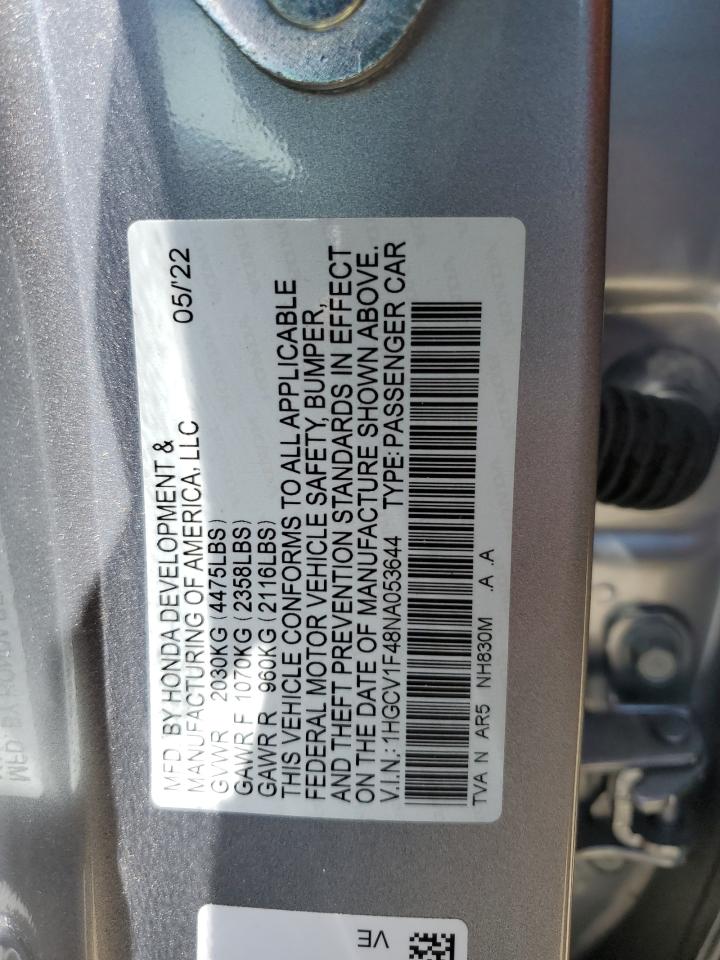 MFD. BY HONDA DEVELOPMENT &
MANUFACTURING OF AMERICA, LLC 05/'22
GVWR 2030KG (4475LBS)
GAWR F 1070KG (2358LBS)
GAWR R 960KG (2116LBS)
THIS VEHICLE CONFORMS TO ALL APPLICABLE
FEDERAL MOTOR VEHICLE SAFETY, BUMPER,
AND THEFT PREVENTION STANDARDS IN EFFECT
ON THE DATE OF MANUFACTURE SHOWN ABOVE.
V.I.N.: 1HGCV1F48NA053644 TYPE: PASSENGER CAR
TVA N AR5 NH830M .A .A
VE